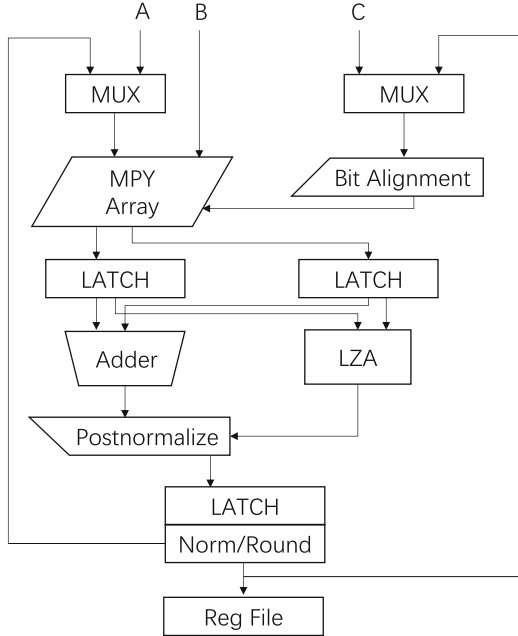 A
B
C
MUX
MUX
MPY
Array
Bit Alignment
LATCH
LATCH
Adder
LZA
Postnormalize
LATCH
Norm/Round
Reg File